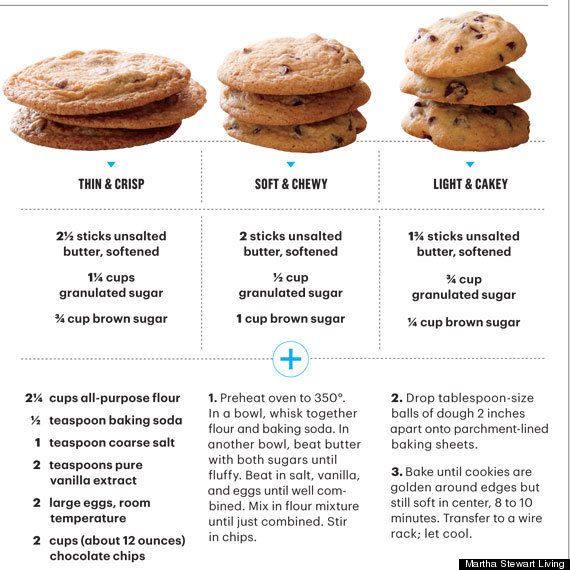 THIN & CRISP
SOFT & CHEWY
LIGHT & CAKEY
2½ sticks unsalted
butter, softened
1¼ cups
granulated sugar
¾ cup brown sugar
2 sticks unsalted
butter, softened
½ cup
granulated sugar
1 cup brown sugar
1¾ sticks unsalted
butter, softened
¾ cup
granulated sugar
¼ cup brown sugar
+
2¼ cups all-purpose flour
½ teaspoon baking soda
1 teaspoon coarse salt
2 teaspoons pure
vanilla extract
2 large eggs, room
temperature
2 cups (about 12 ounces)
chocolate chips
1. Preheat oven to 350°.
In a bowl, whisk together
flour and baking soda. In
another bowl, beat butter
with both sugars until
fluffy. Beat in salt, vanilla,
and eggs until well com-
bined. Mix in flour mixture
until just combined. Stir
in chips.
2. Drop tablespoon-size
balls of dough 2 inches
apart onto parchment-lined
baking sheets.
3. Bake until cookies are
golden around edges but
still soft in center, 8 to 10
minutes. Transfer to a wire
rack; let cool.
Martha Stewart Living